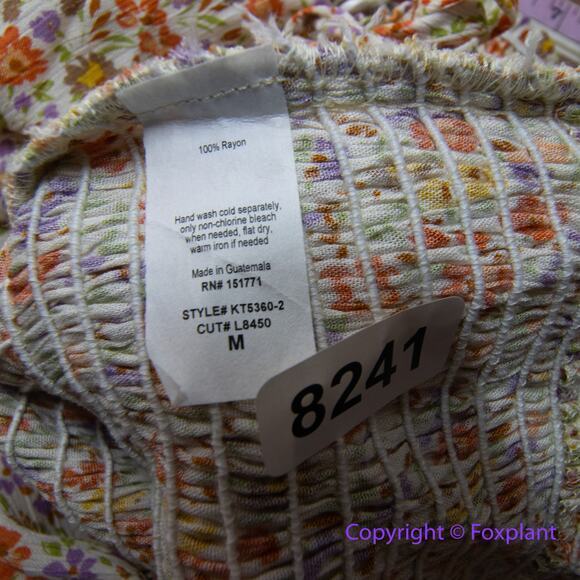 100% Rayon
Hand wash cold separately,
only non-chlorine bleach
when needed, flat dry,
warm iron if needed
Made in Guatemala
RN# 151771
STYLE# KT5360-2
CUT# L8450
M
8241
Copyright © Foxplant